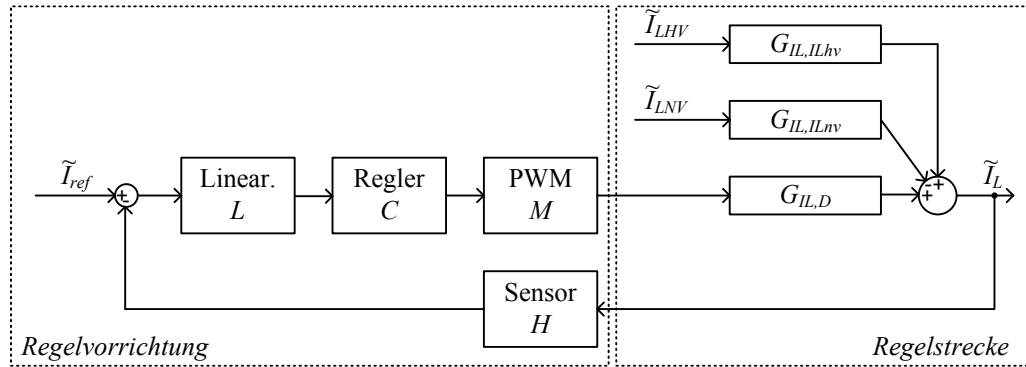 Ĩ_LHV
G_IL,ILhv
Ĩ_LNV
G_IL,ILnv
Ĩ_ref
+
-
Linear.
L
Regler
C
PWM
M
G_IL,D
-
+
+
Ĩ_L
Sensor
H
Regelvorrichtung
Regelstrecke